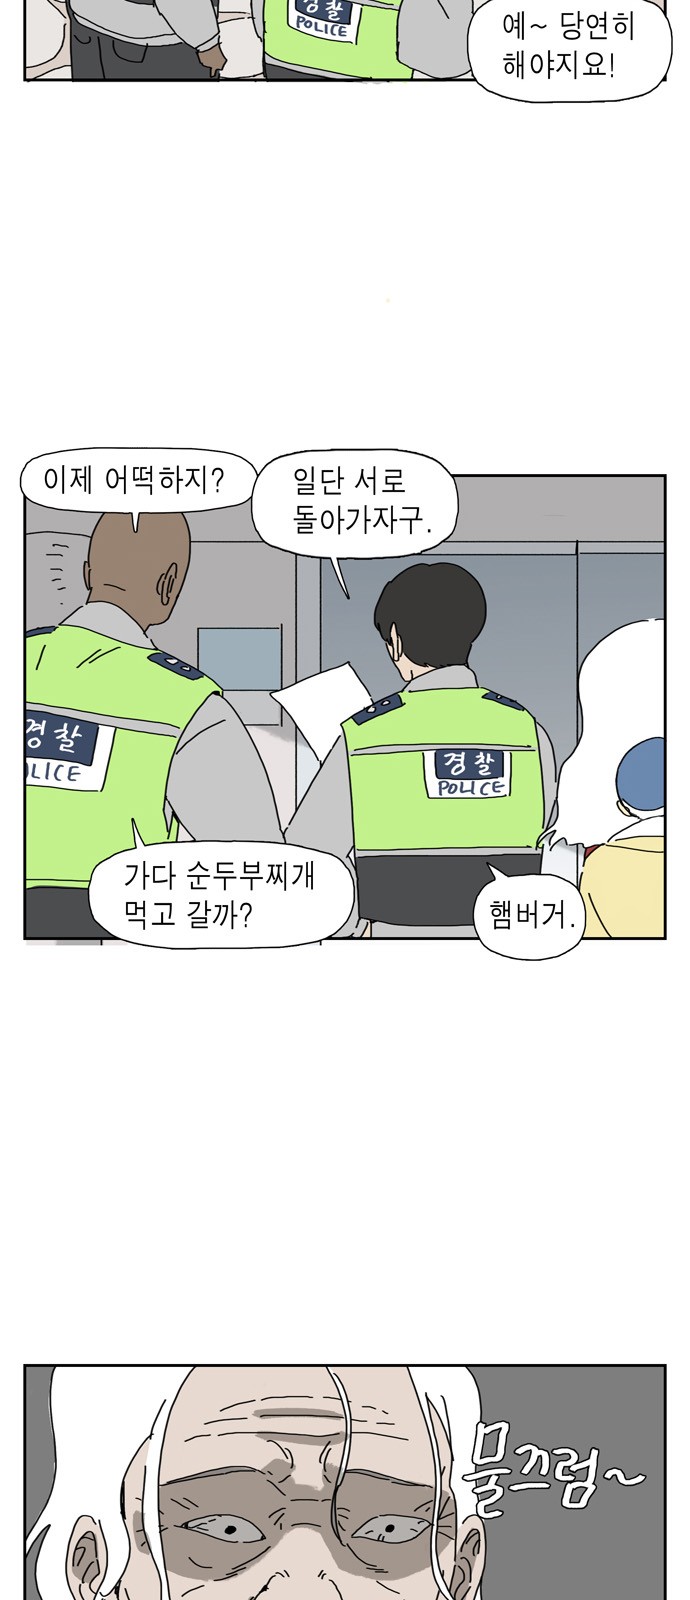 경찰
POLICE
예~ 당연히
해야지요!
이제 어떡하지?
일단 서로
돌아가자구.
경찰
OLICE
경찰
POLICE
가다 순두부찌개
먹고 갈까?
햄버거.
물끄럼~